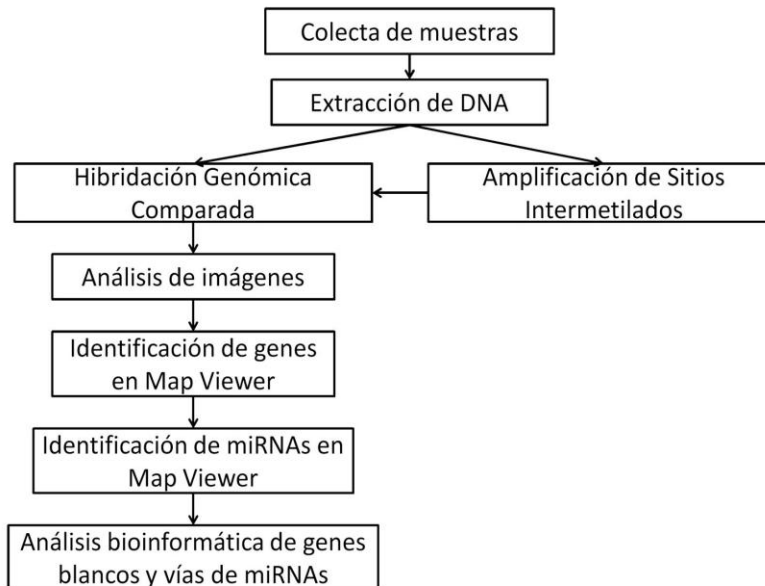 Colecta de muestras
Extracción de DNA
Hibridación Genómica
Comparada
Amplificación de Sitios
Intermetilados
Análisis de imágenes
Identificación de genes
en Map Viewer
Identificación de miRNAs en
Map Viewer
Análisis bioinformática de genes
blancos y vías de miRNAs